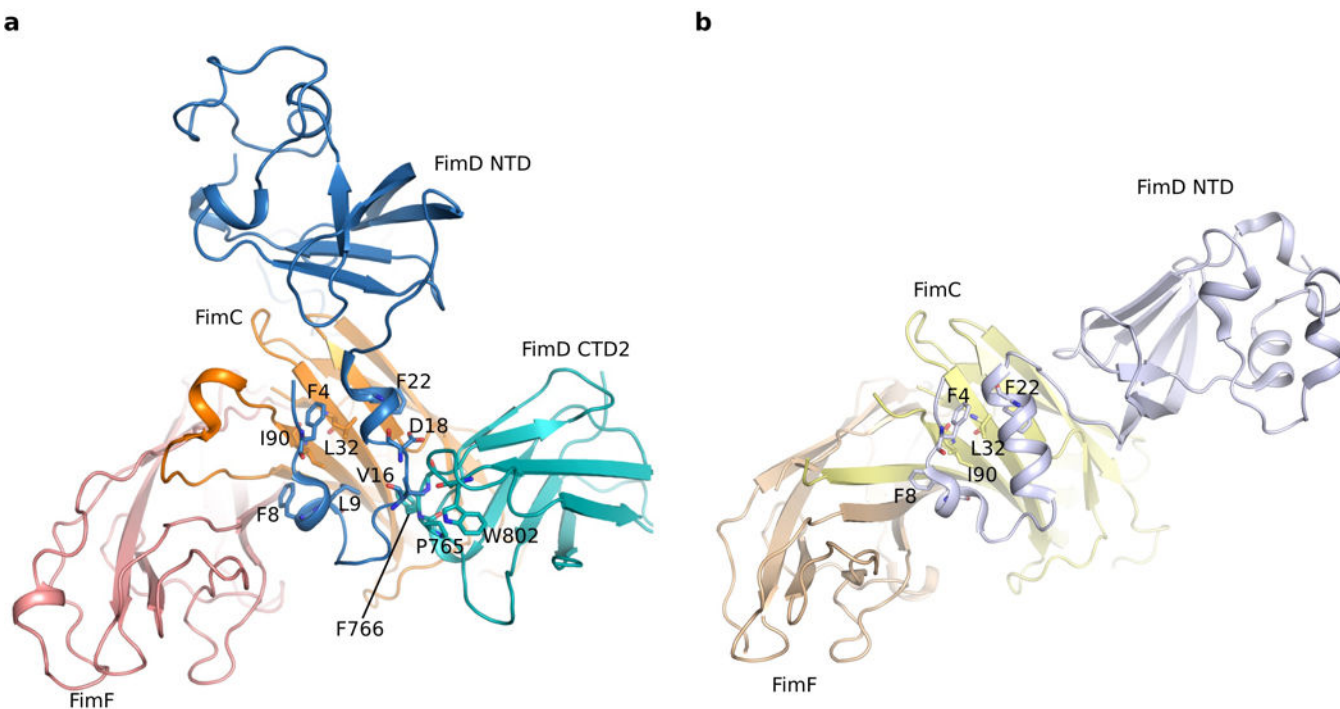 a
FimD NTD
FimC
FimD CTD2
F4
F22
I90
L32
D18
V16
F8
L9
P765
W802
F766
FimF
b
FimD NTD
FimC
F4
F22
L32
I90
F8
FimF